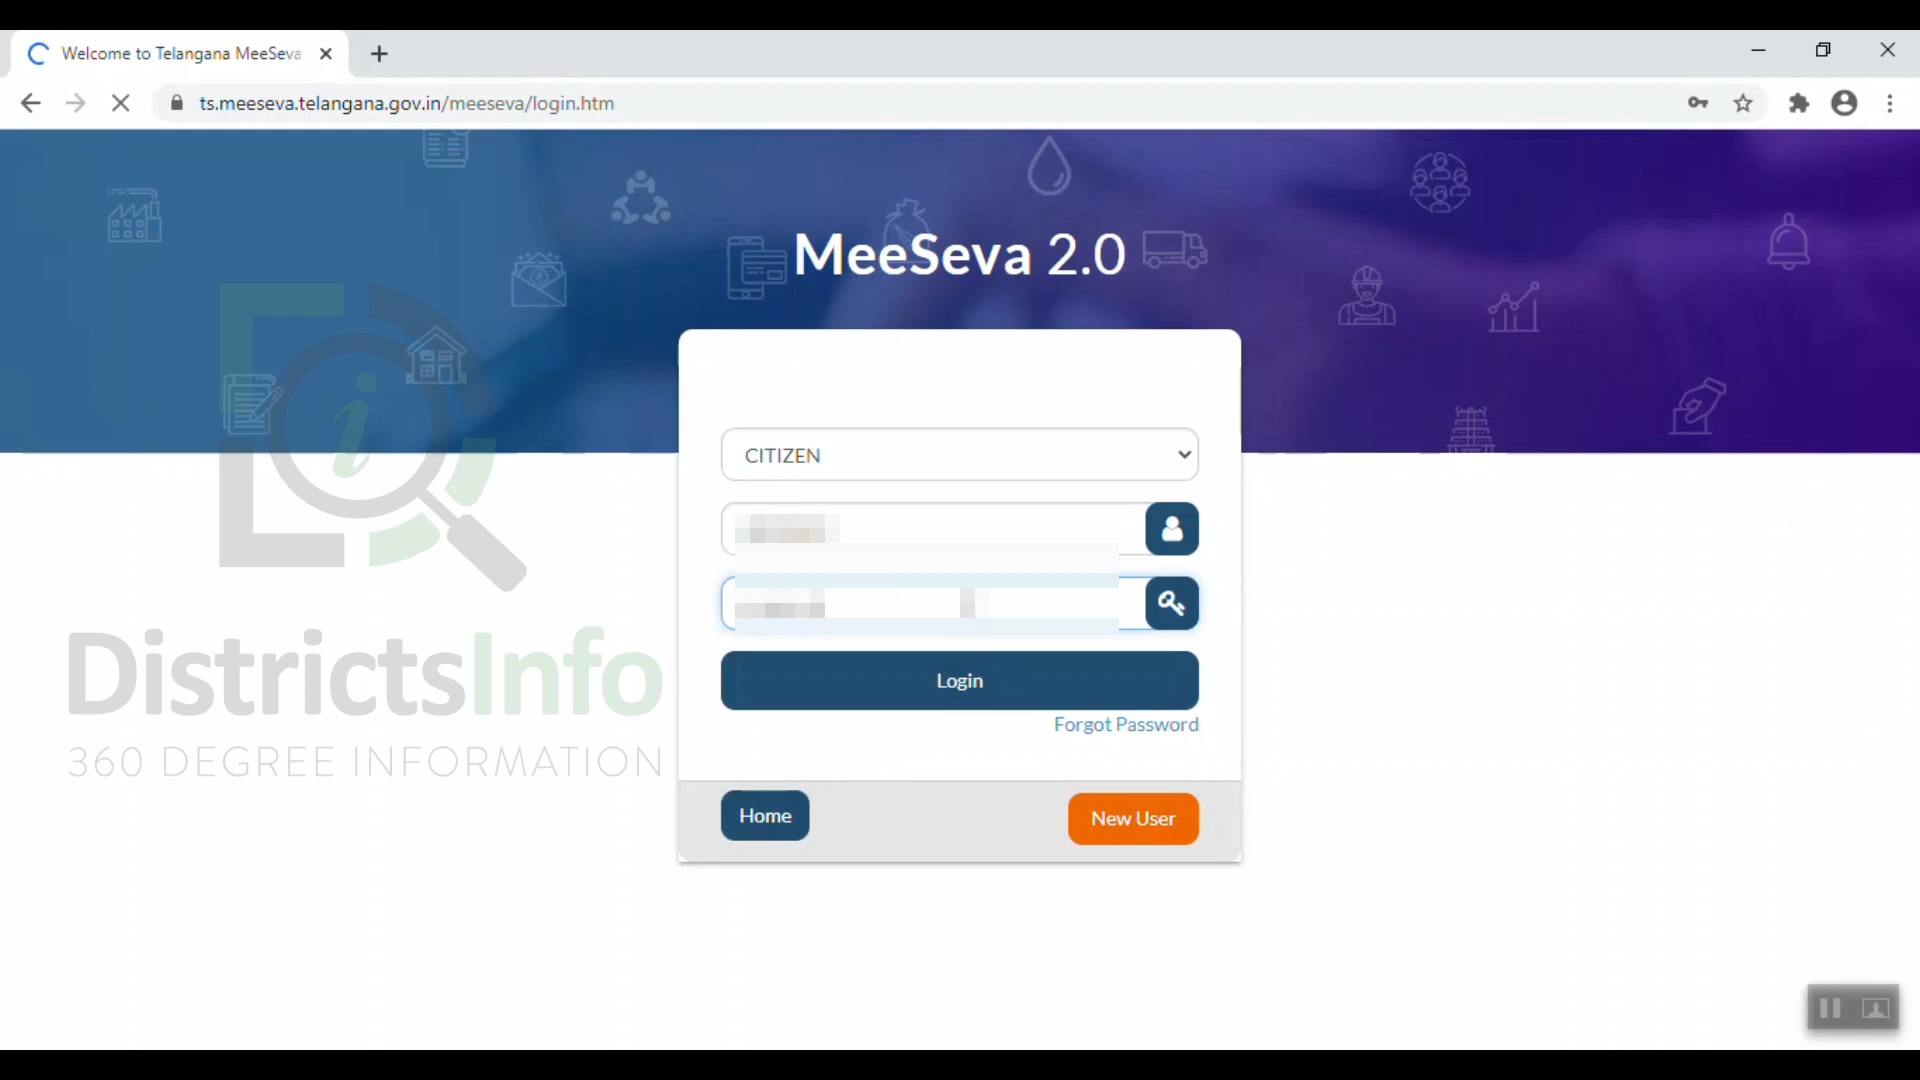 Welcome to Telangana MeeSeva
ts.meeseva.telangana.gov.in/meeseva/login.htm
MeeSeva 2.0
CITIZEN
Login
Forgot Password
Home
New User
DistrictsInfo
360 DEGREE INFORMATION